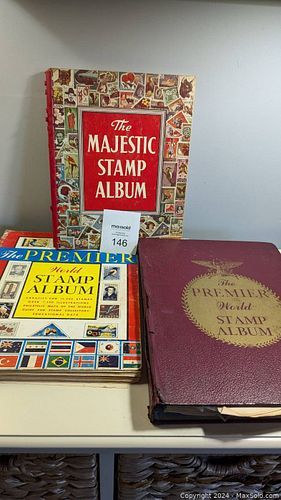 The
MAJESTIC
STAMP
ALBUM
maxsold
146
The PREMIER
World
STAMP
ALBUM
The
PREMIER
World
STAMP
ALBUM
Copyright © 2024 - MaxSold.com